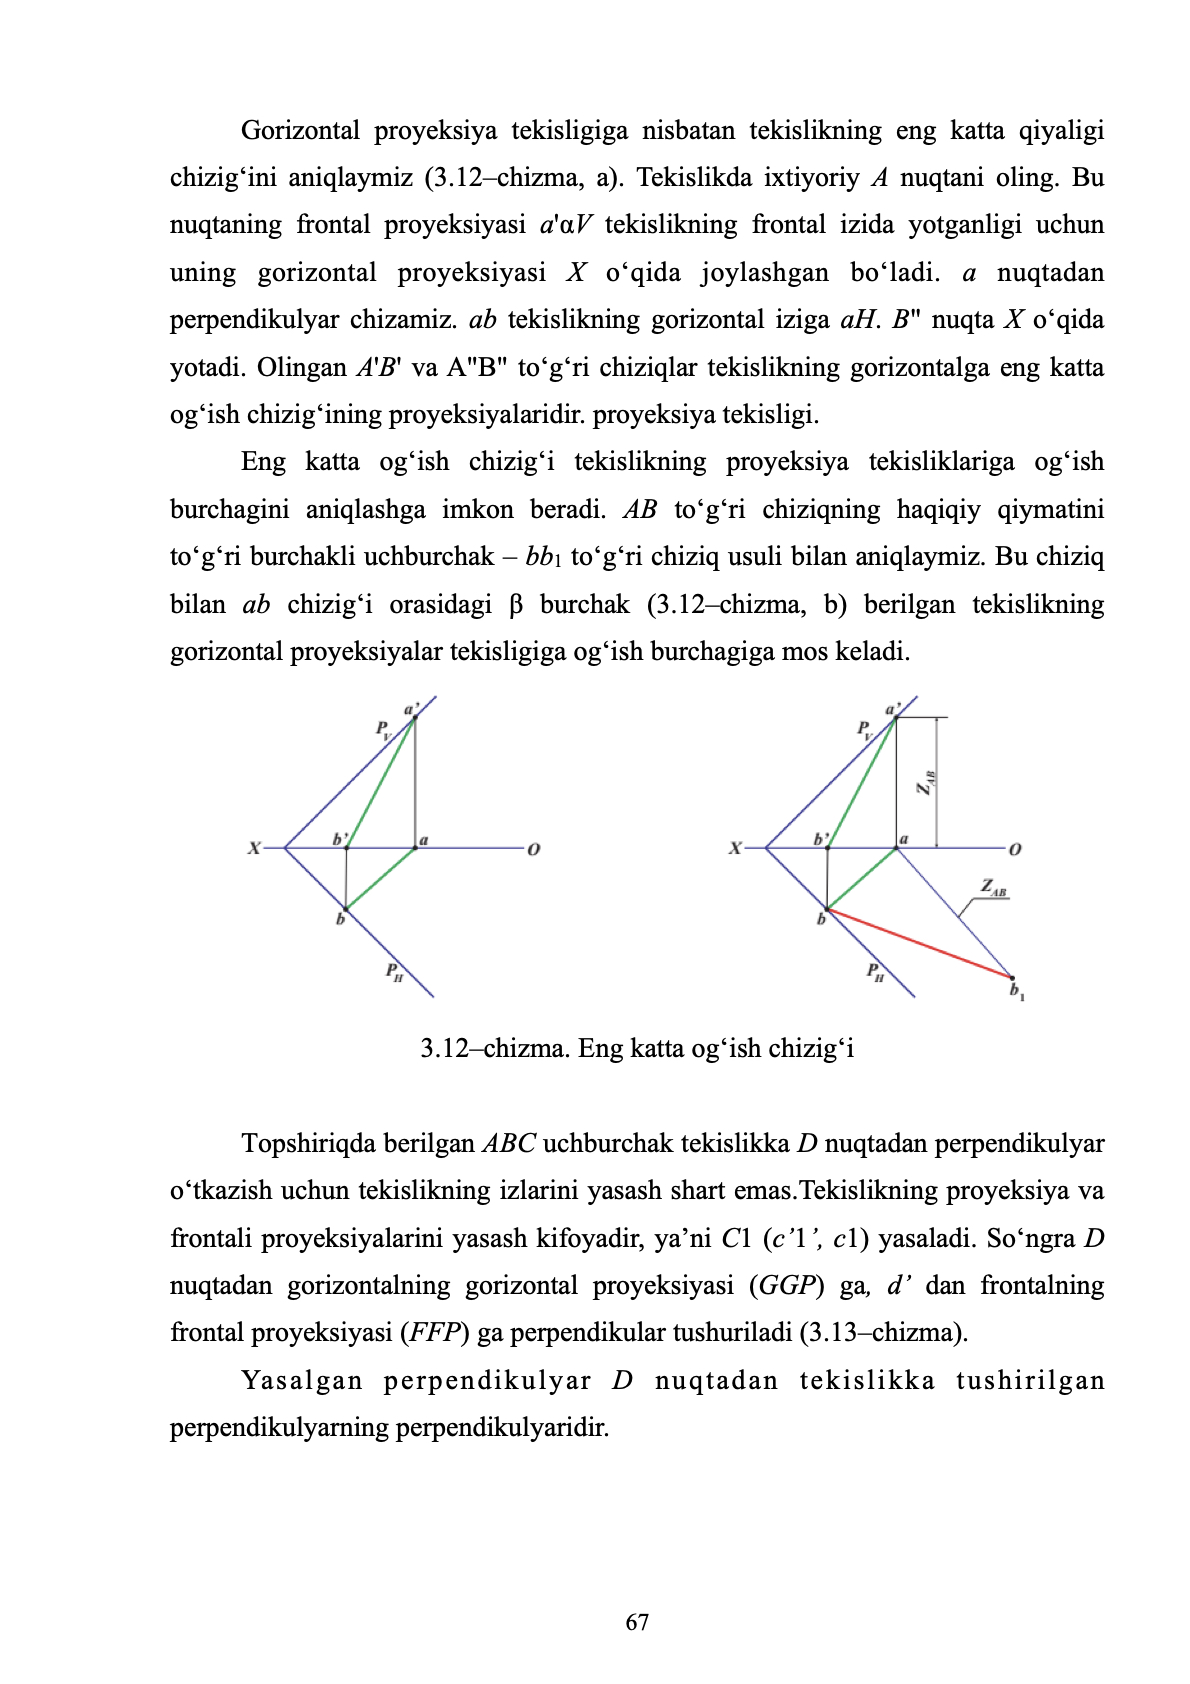 Gorizontal proyeksiya tekisligiga nisbatan tekislikning eng katta qiyaligi
chizig‘ini aniqlaymiz (3.12–chizma, a). Tekislikda ixtiyoriy A nuqtani oling. Bu
nuqtaning frontal proyeksiyasi a'αV tekislikning frontal izida yotganligi uchun
uning gorizontal proyeksiyasi X o‘qida joylashgan bo‘ladi. a nuqtadan
perpendikulyar chizamiz. ab tekislikning gorizontal iziga aH. B" nuqta X o‘qida
yotadi. Olingan A'B' va A"B" to‘g‘ri chiziqlar tekislikning gorizontalga eng katta
og‘ish chizig‘ining proyeksiyalaridir. proyeksiya tekisligi.
Eng katta og‘ish chizig‘i tekislikning proyeksiya tekisliklariga og‘ish
burchagini aniqlashga imkon beradi. AB to‘g‘ri chiziqning haqiqiy qiymatini
to‘g‘ri burchakli uchburchak – bb₁ to‘g‘ri chiziq usuli bilan aniqlaymiz. Bu chiziq
bilan ab chizig‘i orasidagi β burchak (3.12–chizma, b) berilgan tekislikning
gorizontal proyeksiyalar tekisligiga og‘ish burchagiga mos keladi.
a’
P_V
X
b’
a
O
b
P_H
a’
P_V
Z_AB
X
b’
a
O
Z_AB
b
P_H
b₁
3.12–chizma. Eng katta og‘ish chizig‘i
Topshiriqda berilgan ABC uchburchak tekislikka D nuqtadan perpendikulyar
o‘tkazish uchun tekislikning izlarini yasash shart emas.Tekislikning proyeksiya va
frontali proyeksiyalarini yasash kifoyadir, ya’ni C1 (c’1’, c1) yasaladi. So‘ngra D
nuqtadan gorizontalning gorizontal proyeksiyasi (GGP) ga, d’ dan frontalning
frontal proyeksiyasi (FFP) ga perpendikular tushuriladi (3.13–chizma).
Yasalgan perpendikulyar D nuqtadan tekislikka tushirilgan
perpendikulyarning perpendikulyaridir.
67